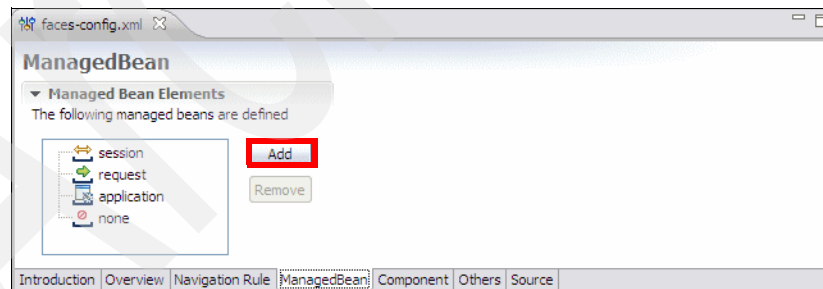 faces-config.xml
ManagedBean
Managed Bean Elements
The following managed beans are defined
session
Add
request
Remove
application
none
Introduction Overview Navigation Rule ManagedBean Component Others Source